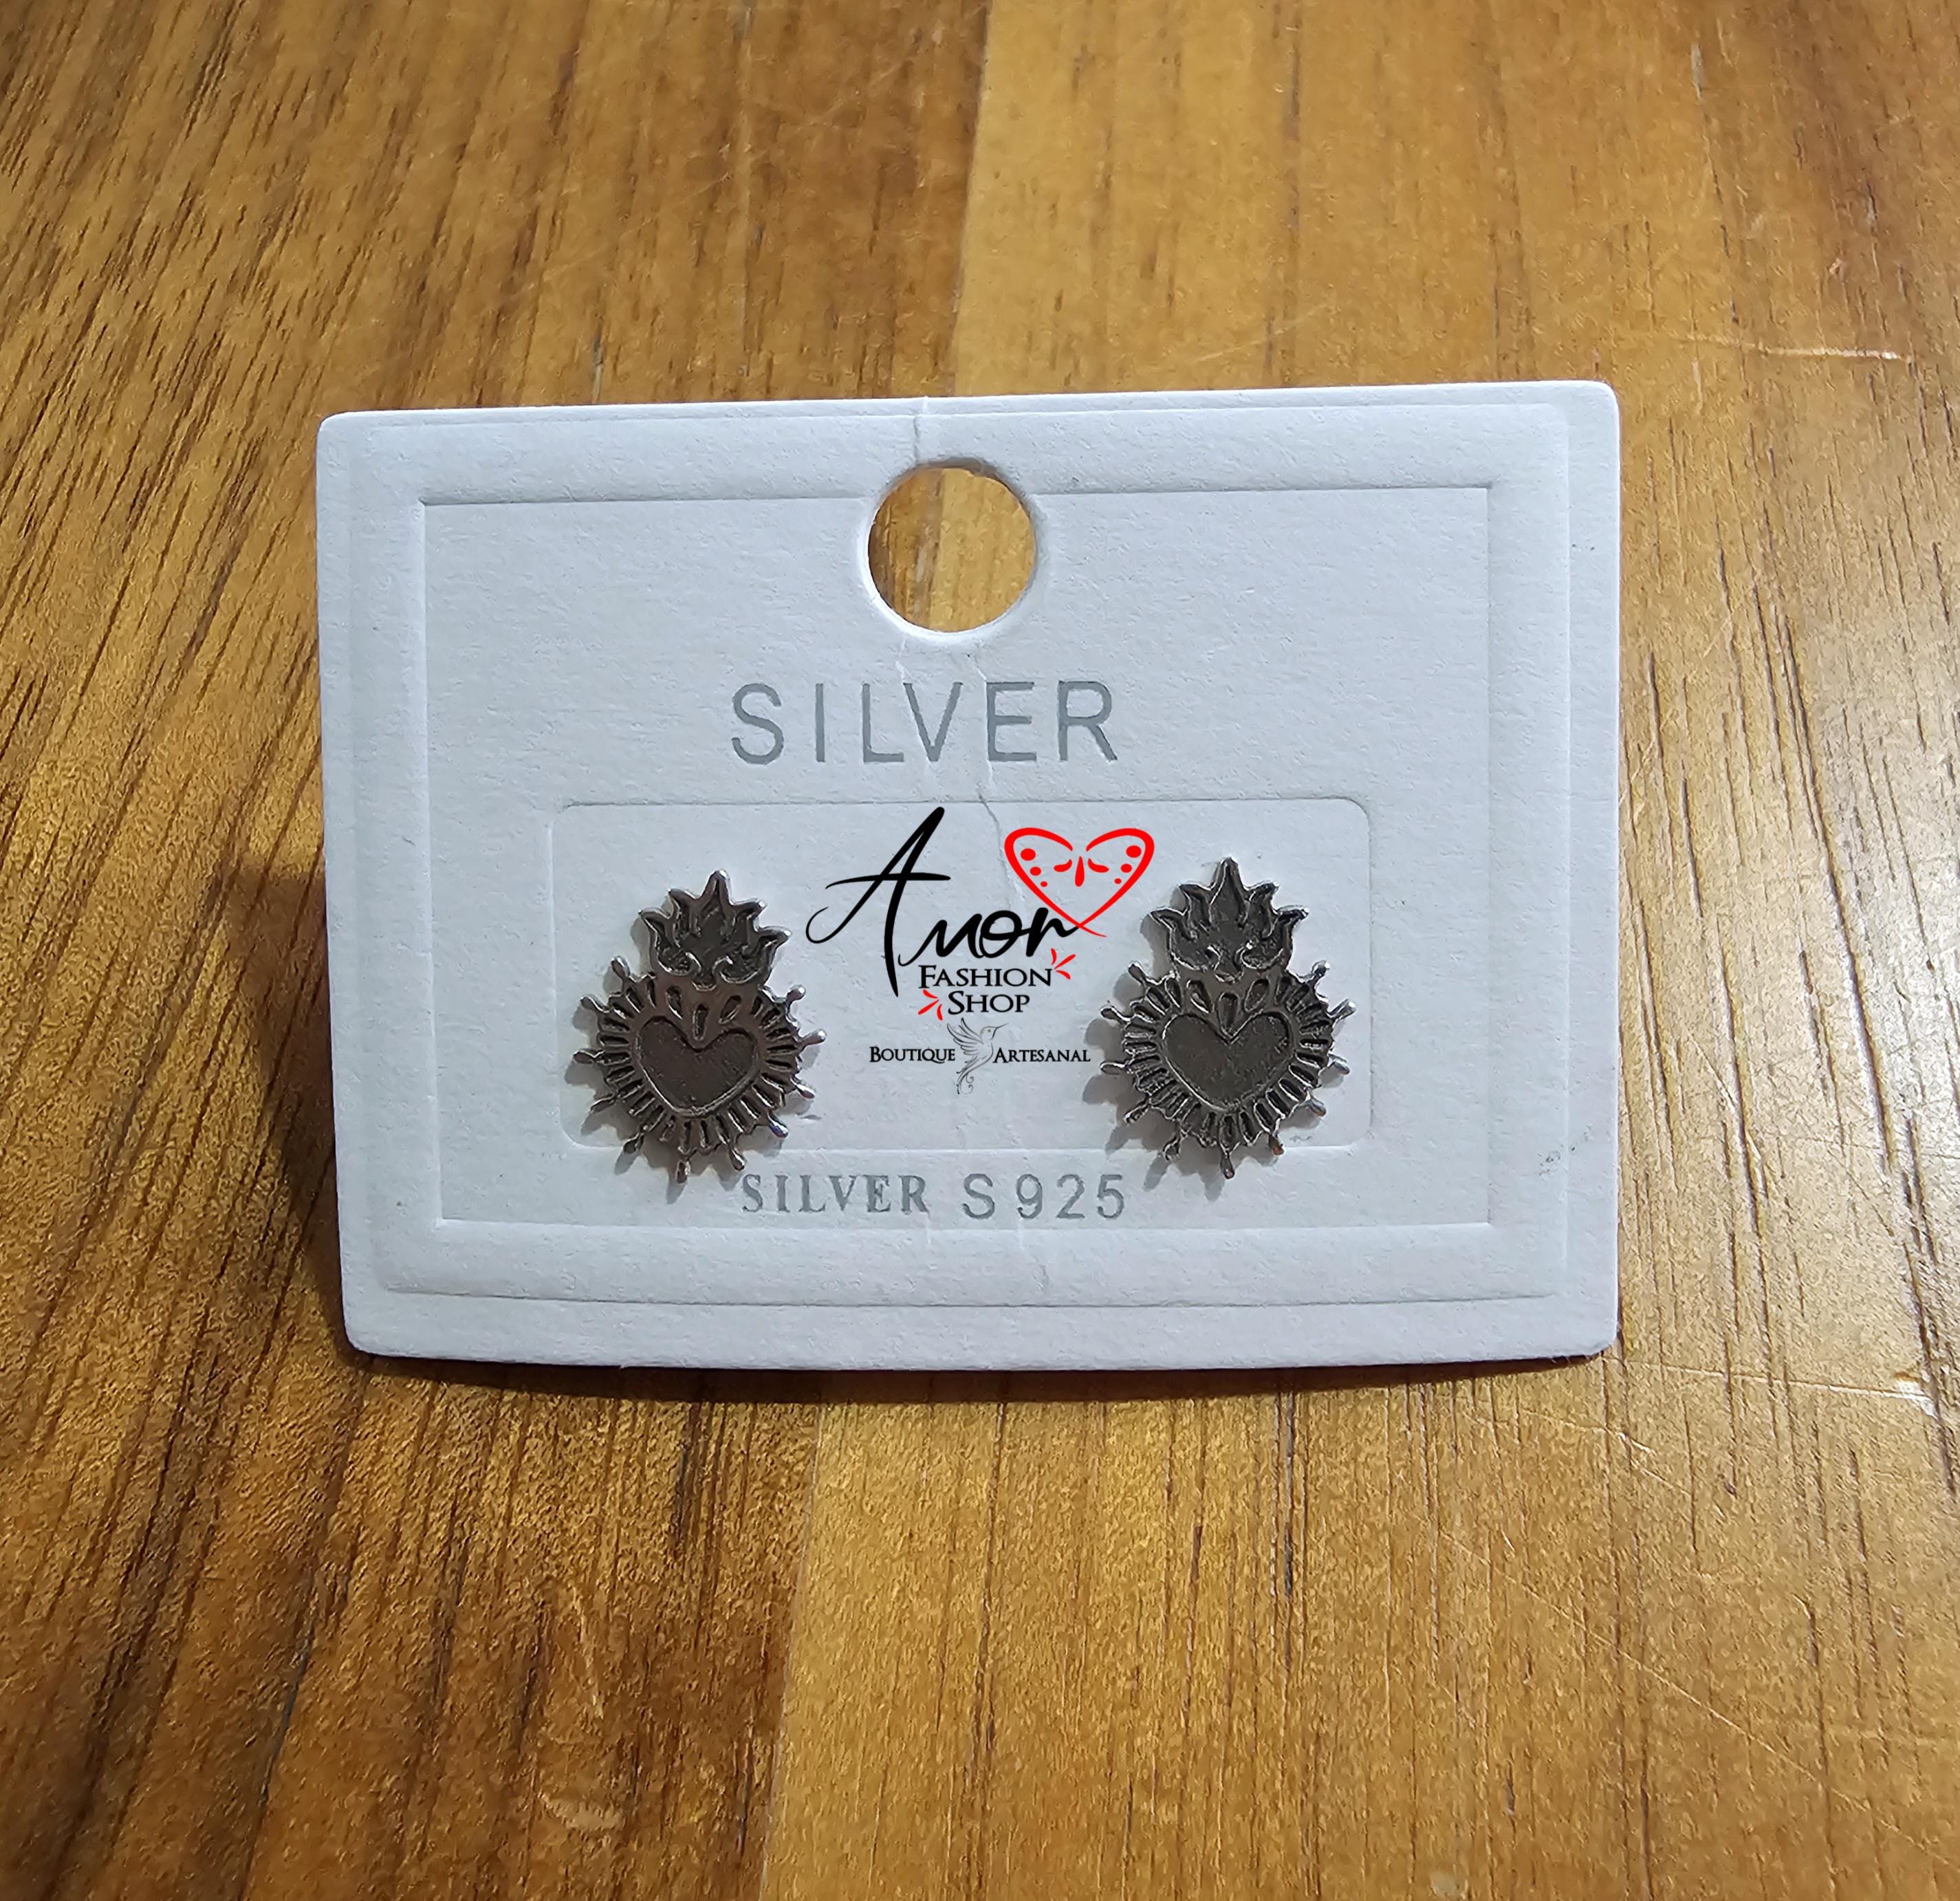 SILVER
Amor
FASHION
SHOP
BOUTIQUE ARTESANAL
SILVER S925